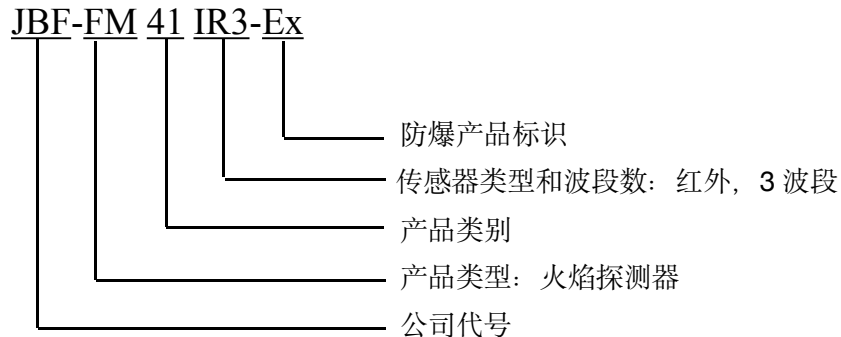 JBF-FM 41 IR3-Ex
防爆产品标识
传感器类型和波段数：红外，3 波段
产品类别
产品类型：火焰探测器
公司代号